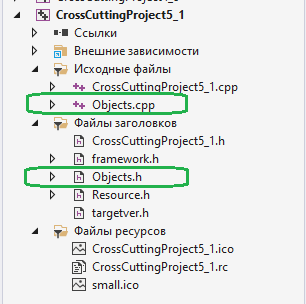 CrossCuttingProject5_1
Ссылки
Внешние зависимости
Исходные файлы
CrossCuttingProject5_1.cpp
Objects.cpp
Файлы заголовков
CrossCuttingProject5_1.h
framework.h
Objects.h
Resource.h
targetver.h
Файлы ресурсов
CrossCuttingProject5_1.ico
CrossCuttingProject5_1.rc
small.ico